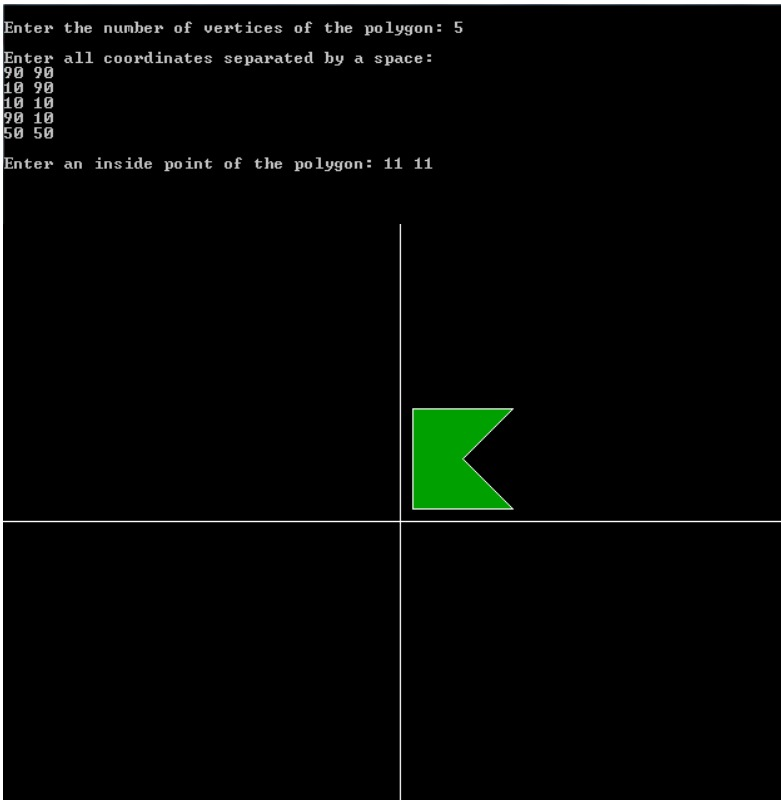 Enter the number of vertices of the polygon: 5
Enter all coordinates separated by a space:
90 90
10 90
10 10
90 10
50 50
Enter an inside point of the polygon: 11 11